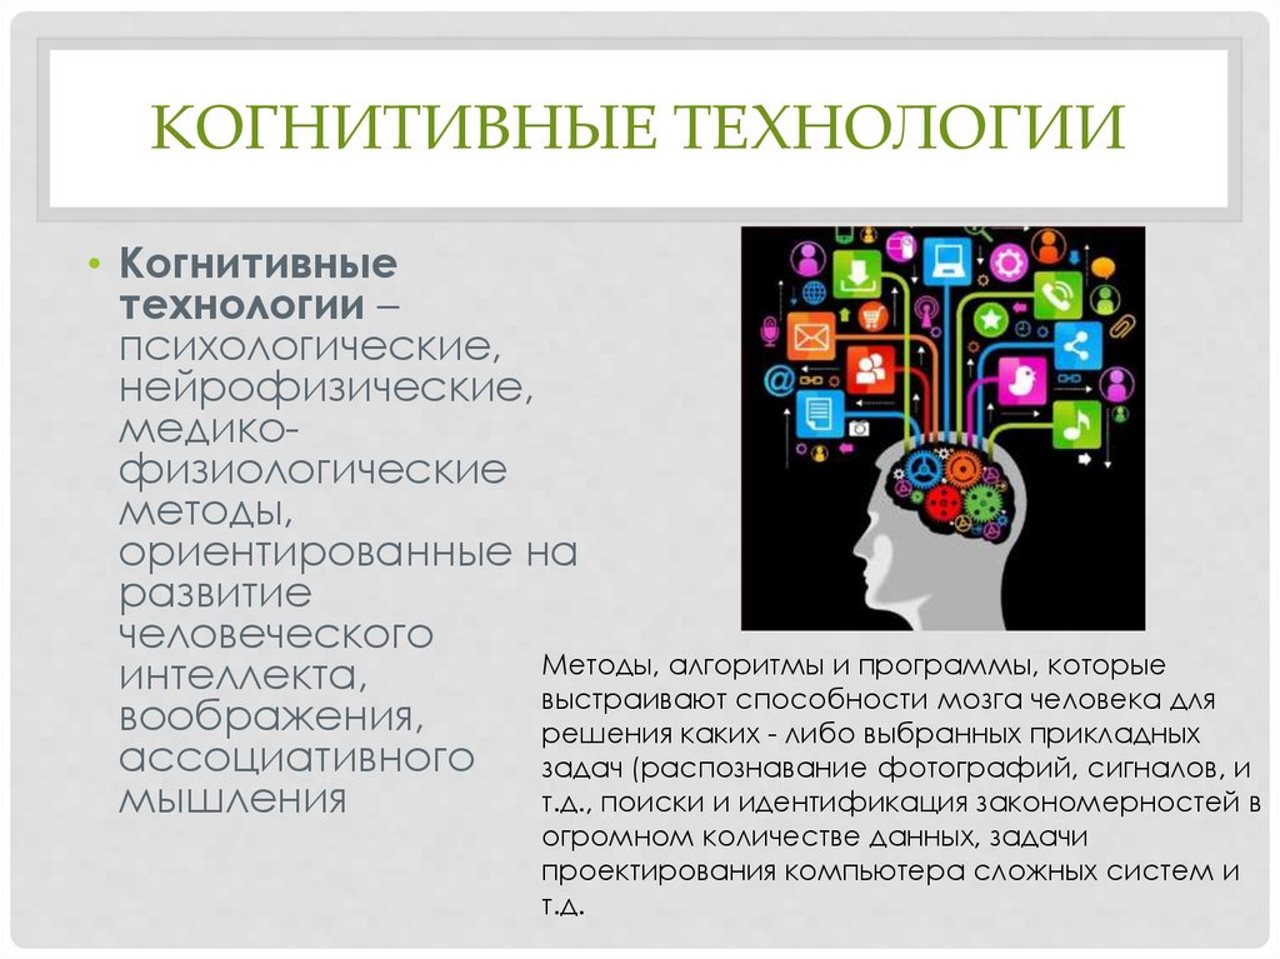 КОГНИТИВНЫЕ ТЕХНОЛОГИИ
• Когнитивные
технологии –
психологические,
нейрофизические,
медико-
физиологические
методы,
ориентированные на
развитие
человеческого
интеллекта,
воображения,
ассоциативного
мышления
Методы, алгоритмы и программы, которые
выстраивают способности мозга человека для
решения каких - либо выбранных прикладных
задач (распознавание фотографий, сигналов, и
т.д., поиски и идентификация закономерностей в
огромном количестве данных, задачи
проектирования компьютера сложных систем и
т.д.